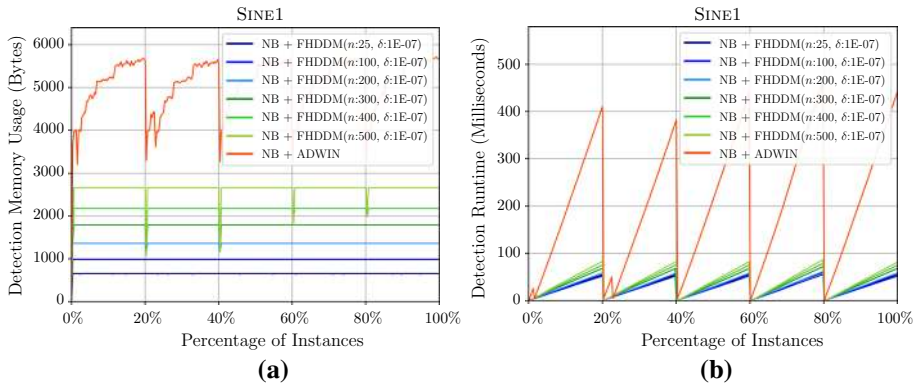 SINE1
Detection Memory Usage (Bytes)
6000
5000
4000
3000
2000
1000
0
NB + FHDDM(n:25, δ:1E-07)
NB + FHDDM(n:100, δ:1E-07)
NB + FHDDM(n:200, δ:1E-07)
NB + FHDDM(n:300, δ:1E-07)
NB + FHDDM(n:400, δ:1E-07)
NB + FHDDM(n:500, δ:1E-07)
NB + ADWIN
0% 20% 40% 60% 80% 100%
Percentage of Instances
(a)
SINE1
Detection Runtime (Milliseconds)
500
400
300
200
100
0
NB + FHDDM(n:25, δ:1E-07)
NB + FHDDM(n:100, δ:1E-07)
NB + FHDDM(n:200, δ:1E-07)
NB + FHDDM(n:300, δ:1E-07)
NB + FHDDM(n:400, δ:1E-07)
NB + FHDDM(n:500, δ:1E-07)
NB + ADWIN
0% 20% 40% 60% 80% 100%
Percentage of Instances
(b)